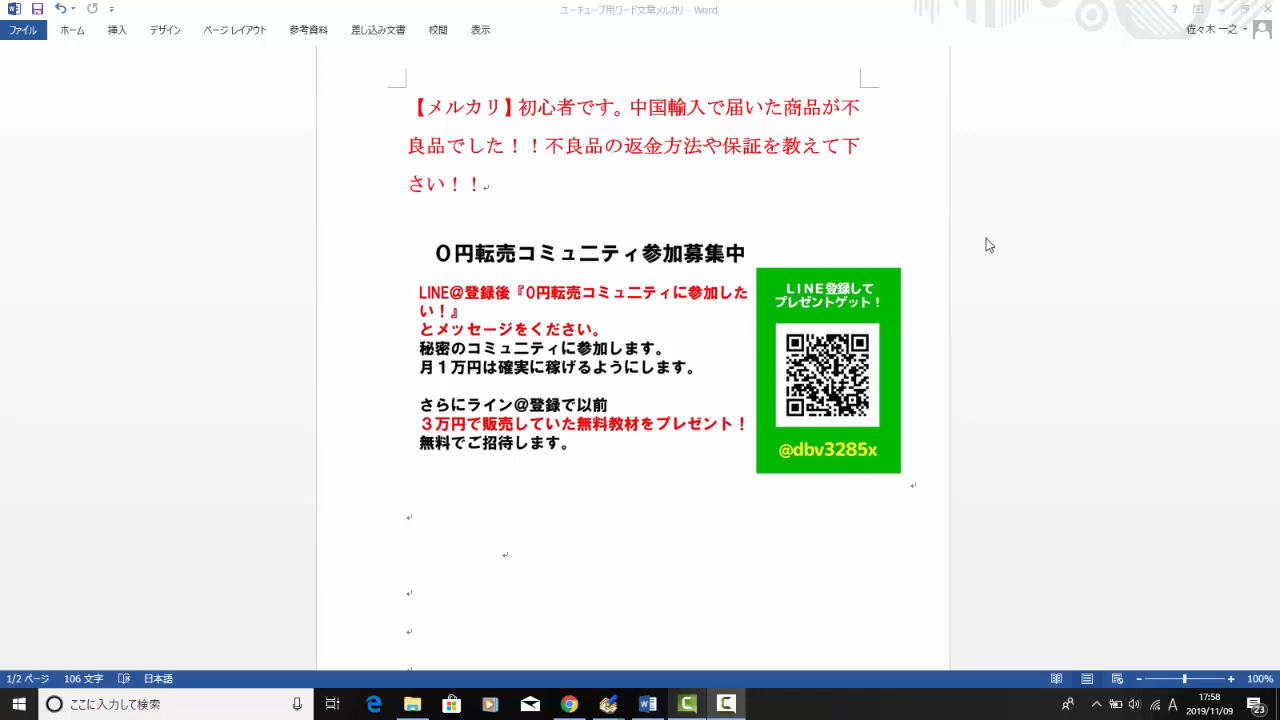 ユーチューブ用ワード文章メルカリ - Word
ファイル ホーム 挿入 デザイン ページ レイアウト 参考資料 差し込み文書 校閲 表示 佐々木 一之
【メルカリ】初心者です。中国輸入で届いた商品が不
良品でした！！不良品の返金方法や保証を教えて下
さい！！
０円転売コミュニティ参加募集中
LINE@登録後『0円転売コミュニティに参加した
い！』
とメッセージをください。
秘密のコミュニティに参加します。
月１万円は確実に稼げるようにします。
さらにライン@登録で以前
３万円で販売していた無料教材をプレゼント！
無料でご招待します。
ＬＩＮＥ登録して
プレゼントゲット！
@dbv3285x
1/2 ページ 106 文字 日本語 100%
ここに入力して検索
A 17:58
2019/11/09
23